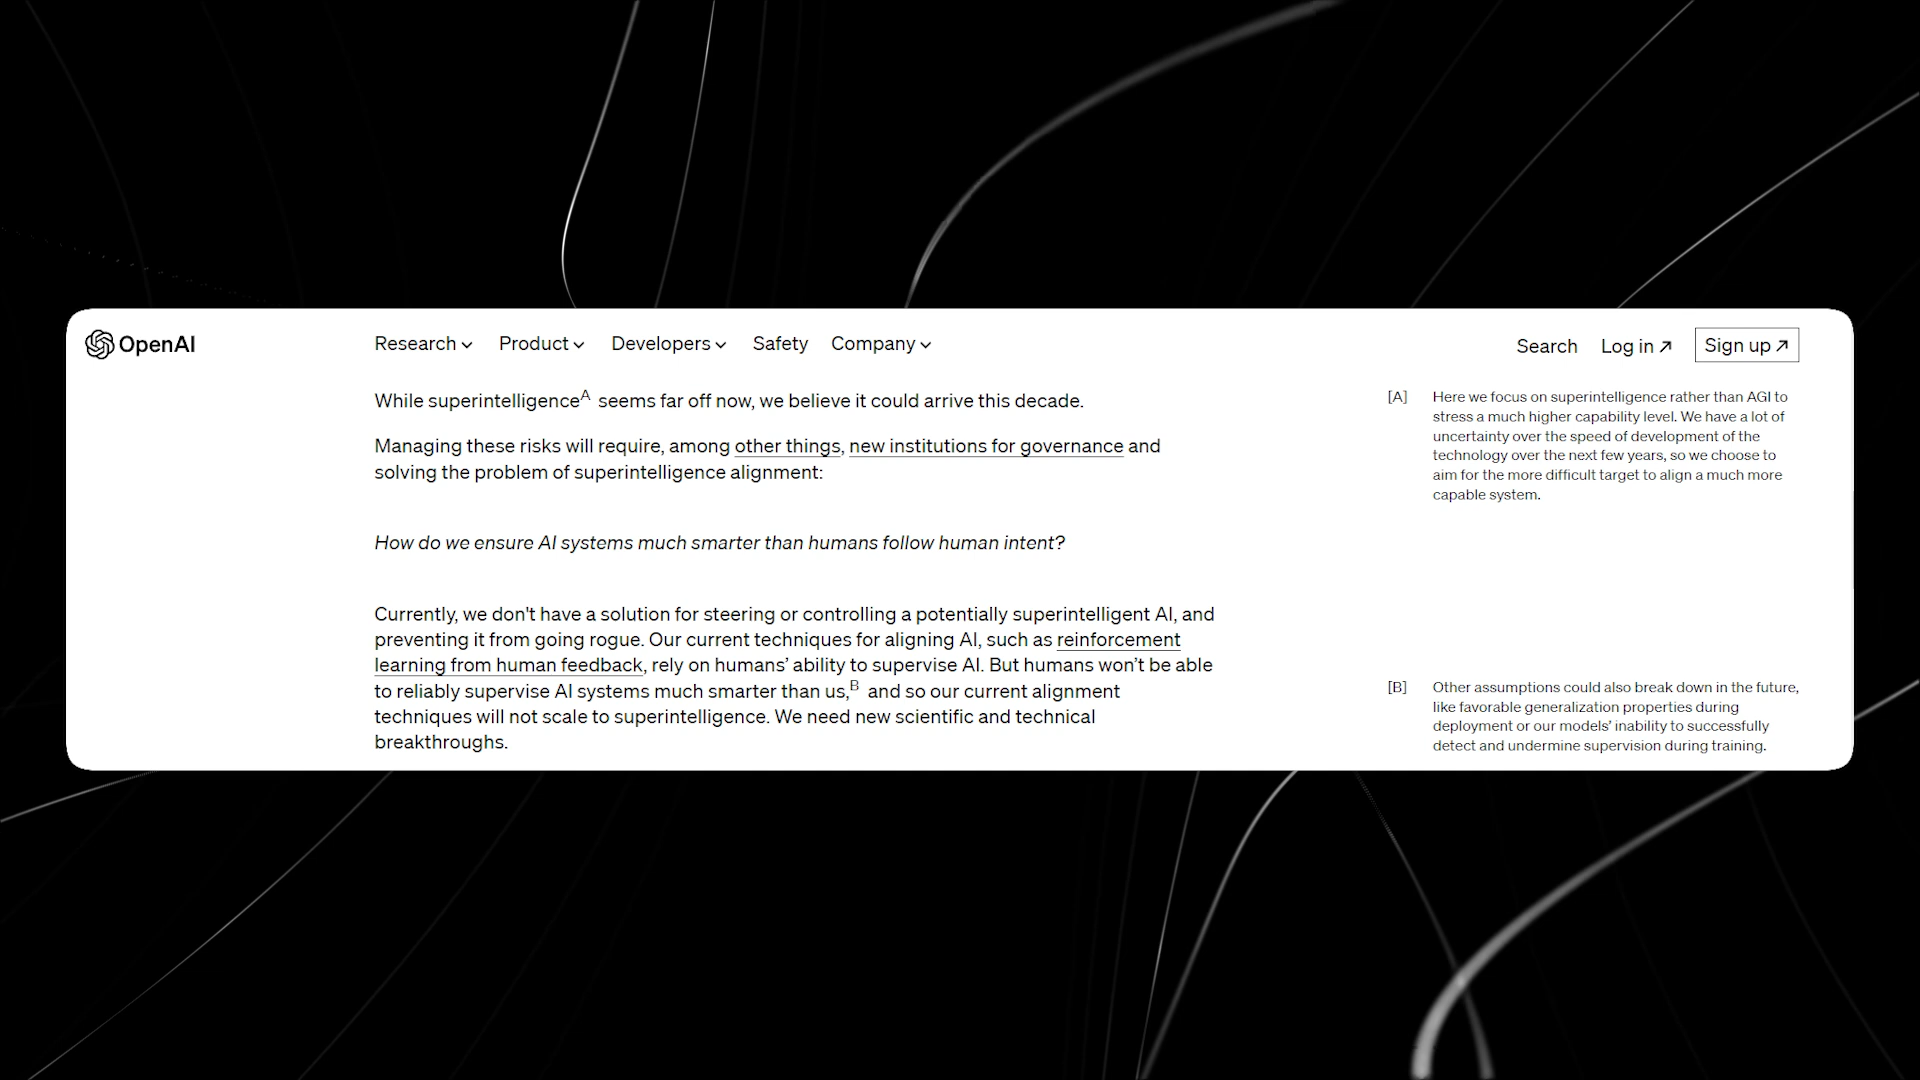 OpenAI
Research Product Developers Safety Company
Search Log in ↗ Sign up ↗
While superintelligenceᴬ seems far off now, we believe it could arrive this decade.
Managing these risks will require, among other things, new institutions for governance and
solving the problem of superintelligence alignment:
How do we ensure AI systems much smarter than humans follow human intent?
Currently, we don't have a solution for steering or controlling a potentially superintelligent AI, and
preventing it from going rogue. Our current techniques for aligning AI, such as reinforcement
learning from human feedback, rely on humans’ ability to supervise AI. But humans won’t be able
to reliably supervise AI systems much smarter than us,ᴮ and so our current alignment
techniques will not scale to superintelligence. We need new scientific and technical
breakthroughs.
[A] Here we focus on superintelligence rather than AGI to
stress a much higher capability level. We have a lot of
uncertainty over the speed of development of the
technology over the next few years, so we choose to
aim for the more difficult target to align a much more
capable system.
[B] Other assumptions could also break down in the future,
like favorable generalization properties during
deployment or our models’ inability to successfully
detect and undermine supervision during training.